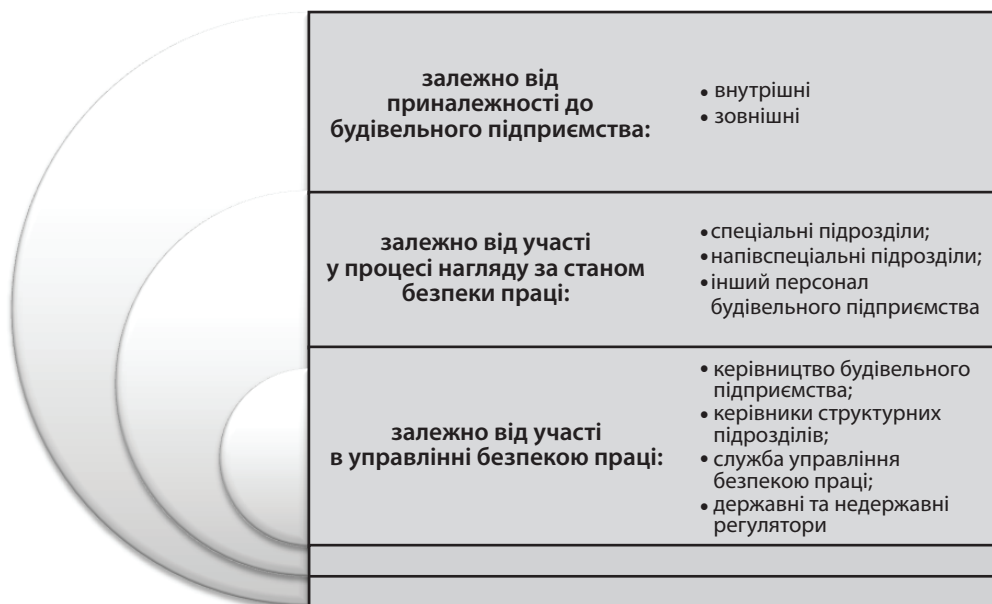 залежно від
приналежності до
будівельного підприємства:
• внутрішні
• зовнішні
залежно від участі
у процесі нагляду за станом
безпеки праці:
• спеціальні підрозділи;
• напівспеціальні підрозділи;
• інший персонал
будівельного підприємства
залежно від участі
в управлінні безпекою праці:
• керівництво будівельного
підприємства;
• керівники структурних
підрозділів;
• служба управління
безпекою праці;
• державні та недержавні
регулятори